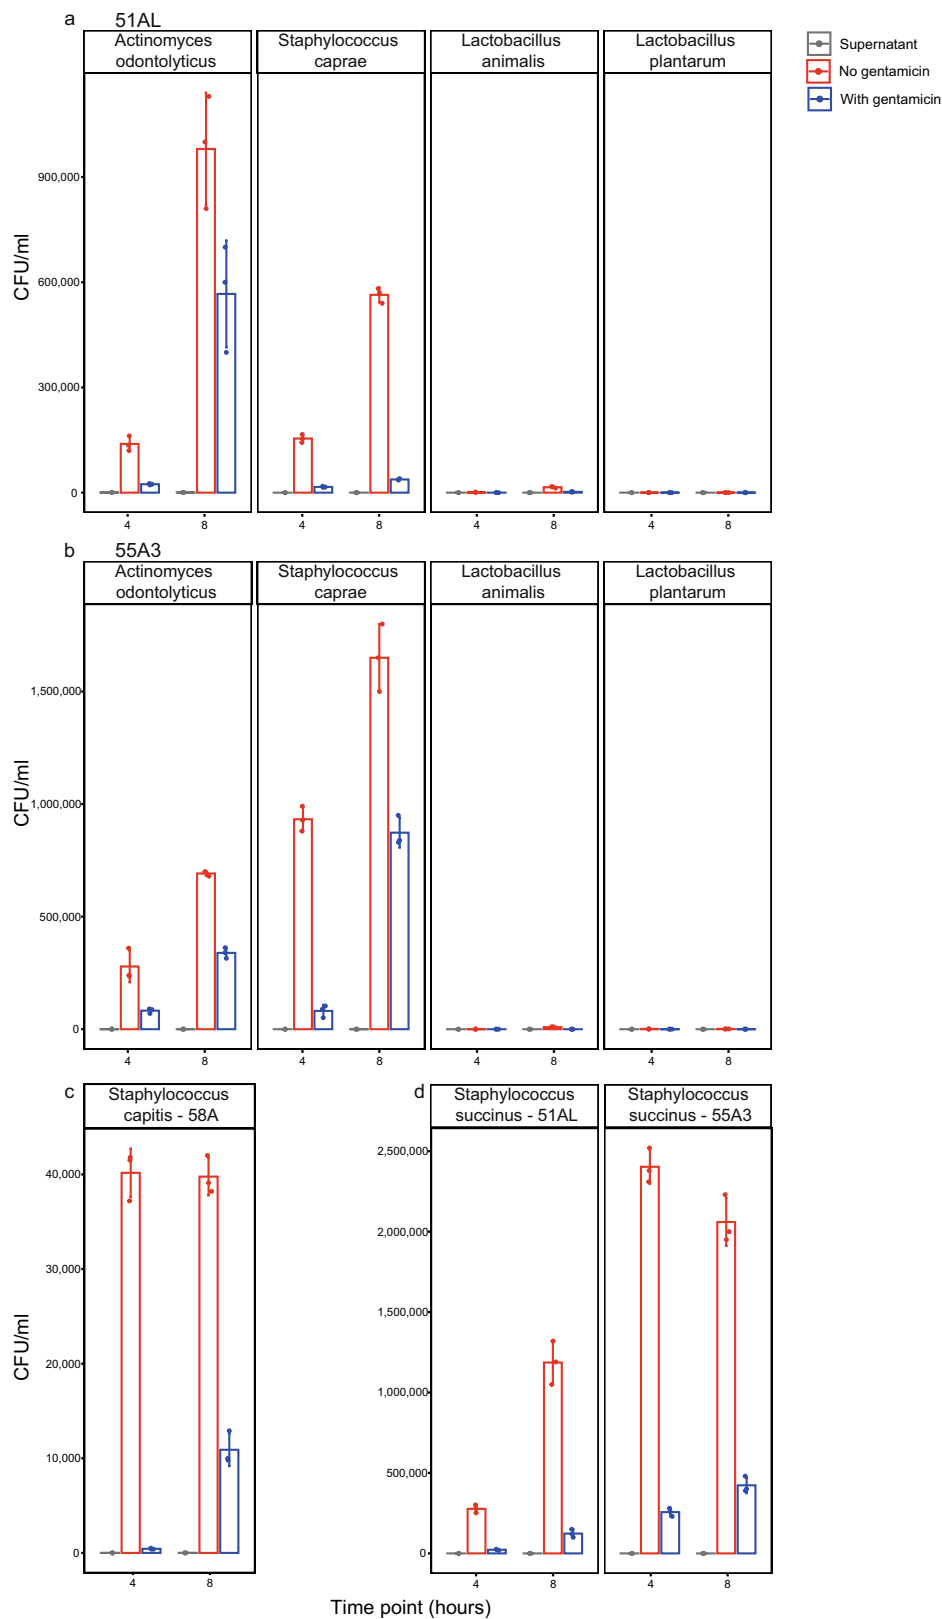 a 51AL
Actinomyces odontolyticus
Staphylococcus caprae
Lactobacillus animalis
Lactobacillus plantarum
Supernatant
No gentamicin
With gentamicin
CFU/ml
900,000
600,000
300,000
0
4 8 4 8 4 8 4 8
b 55A3
Actinomyces odontolyticus
Staphylococcus caprae
Lactobacillus animalis
Lactobacillus plantarum
CFU/ml
1,500,000
1,000,000
500,000
0
4 8 4 8 4 8 4 8
c
Staphylococcus capitis - 58A
CFU/ml
40,000
30,000
20,000
10,000
0
4 8
d
Staphylococcus succinus - 51AL
Staphylococcus succinus - 55A3
2,500,000
2,000,000
1,500,000
1,000,000
500,000
0
4 8 4 8
Time point (hours)